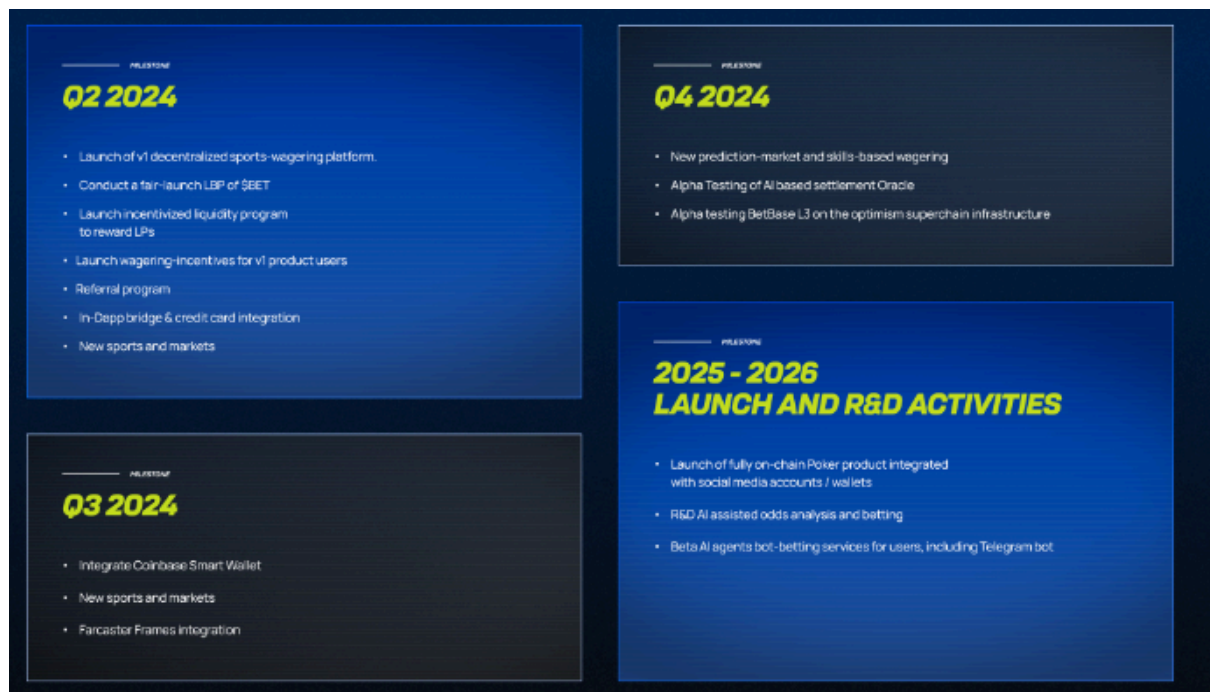 MILESTONE
Q2 2024
• Launch of v1 decentralized sports-wagering platform.
• Conduct a fair-launch LBP of $BET
• Launch incentivized liquidity program
to reward LPs
• Launch wagering-incentives for v1 product users
• Referral program
• In-Dapp bridge & credit card integration
• New sports and markets
MILESTONE
Q3 2024
• Integrate Coinbase Smart Wallet
• New sports and markets
• Farcaster Frames integration
MILESTONE
Q4 2024
• New prediction-market and skills-based wagering
• Alpha Testing of AI based settlement Oracle
• Alpha testing BetBase L3 on the optimism superchain infrastructure
MILESTONE
2025 - 2026
LAUNCH AND R&D ACTIVITIES
• Launch of fully on-chain Poker product integrated
with social media accounts / wallets
• R&D AI assisted odds analysis and betting
• Beta AI agents bot-betting services for users, including Telegram bot